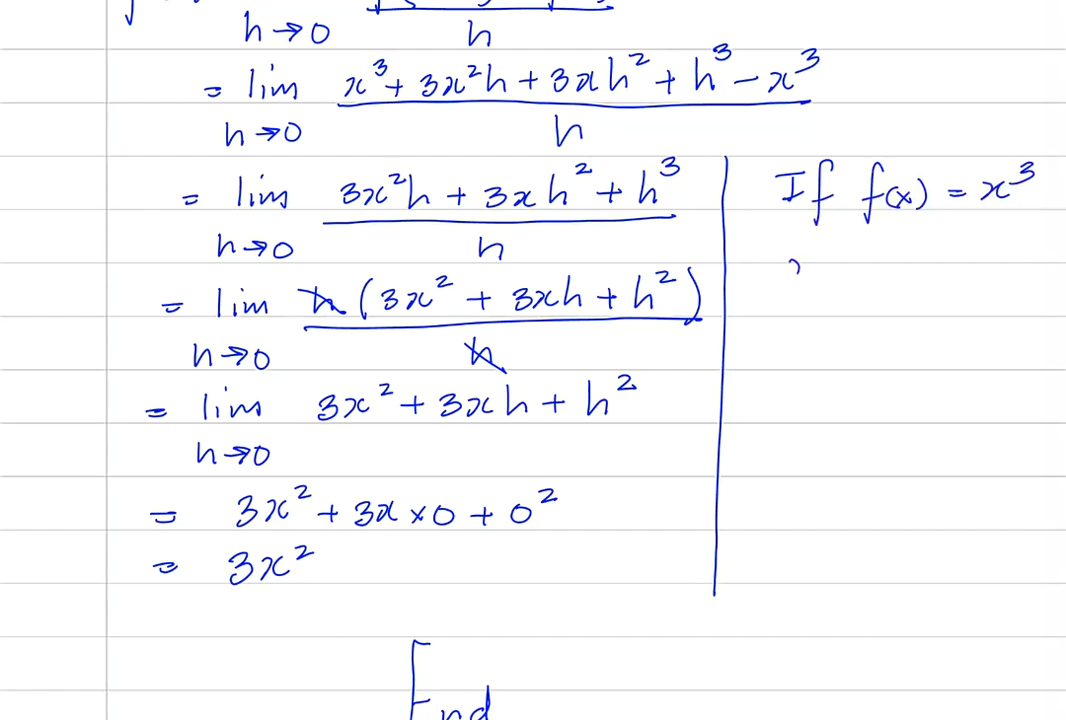 h→0 h
= lim x³ + 3x²h + 3xh² + h³ − x³
h→0 h
= lim 3x²h + 3xh² + h³
h→0 h
= lim h(3x² + 3xh + h²)
h→0 h
= lim 3x² + 3xh + h²
h→0
= 3x² + 3x×0 + 0²
= 3x²
If f(x) = x³
End